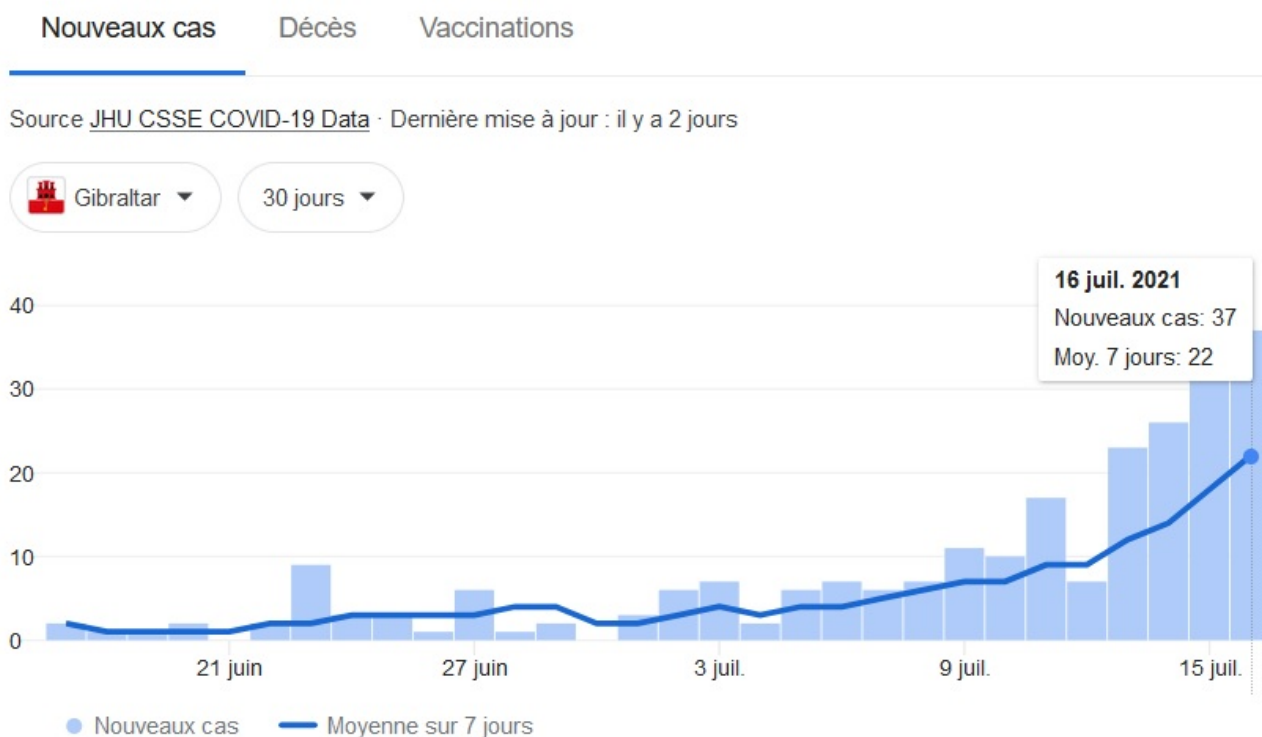 Nouveaux cas Décès Vaccinations
Source JHU CSSE COVID-19 Data · Dernière mise à jour : il y a 2 jours
Gibraltar 30 jours
16 juil. 2021
Nouveaux cas: 37
Moy. 7 jours: 22
40
30
20
10
0
21 juin 27 juin 3 juil. 9 juil. 15 juil.
Nouveaux cas Moyenne sur 7 jours